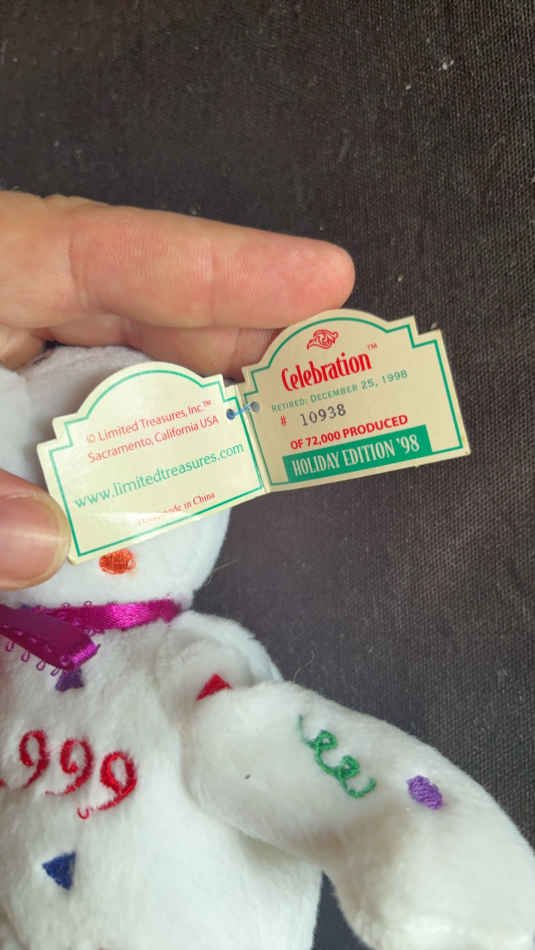 © Limited Treasures, Inc.™
Sacramento, California USA
www.limitedtreasures.com
made in China
Celebration™
RETIRED: DECEMBER 25, 1998
# 10938
OF 72,000 PRODUCED
HOLIDAY EDITION '98
1999